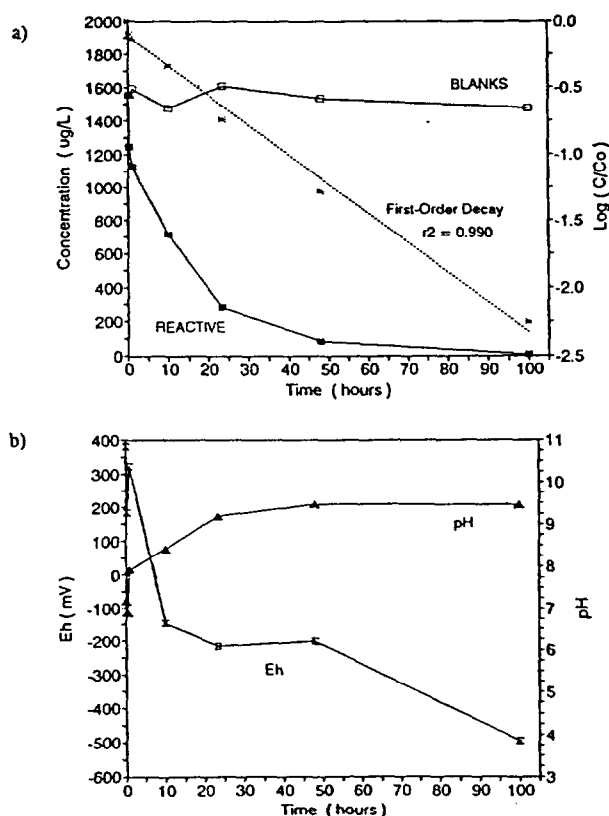 a)
2000
1800
1600
1400
1200
1000
800
600
400
200
0
Concentration ( ug/L )
0.0
-0.5
-1.0
-1.5
-2.0
-2.5
Log ( C/Co )
BLANKS
First-Order Decay
r2 = 0.990
REACTIVE
0 10 20 30 40 50 60 70 80 90 100
Time ( hours )
b)
400
300
200
100
0
-100
-200
-300
-400
-500
-600
Eh ( mV )
11
10
9
8
7
6
5
4
3
pH
pH
Eh
0 10 20 30 40 50 60 70 80 90 100
Time ( hours )